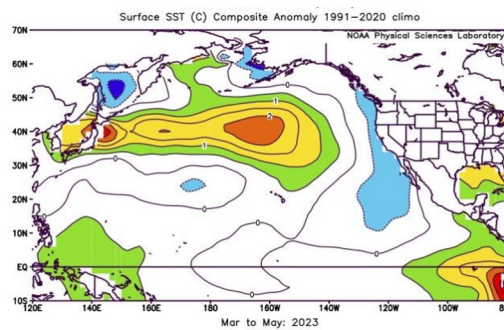 Surface SST (C) Composite Anomaly 1991-2020 climo
NOAA Physical Sciences Laboratory
70N
60N
50N
40N
30N
20N
10N
EQ
10S
0
1
2
1
0
0
0
0
0
0
120E 140E 160E 180 160W 140W 120W 100W
Mar to May: 2023